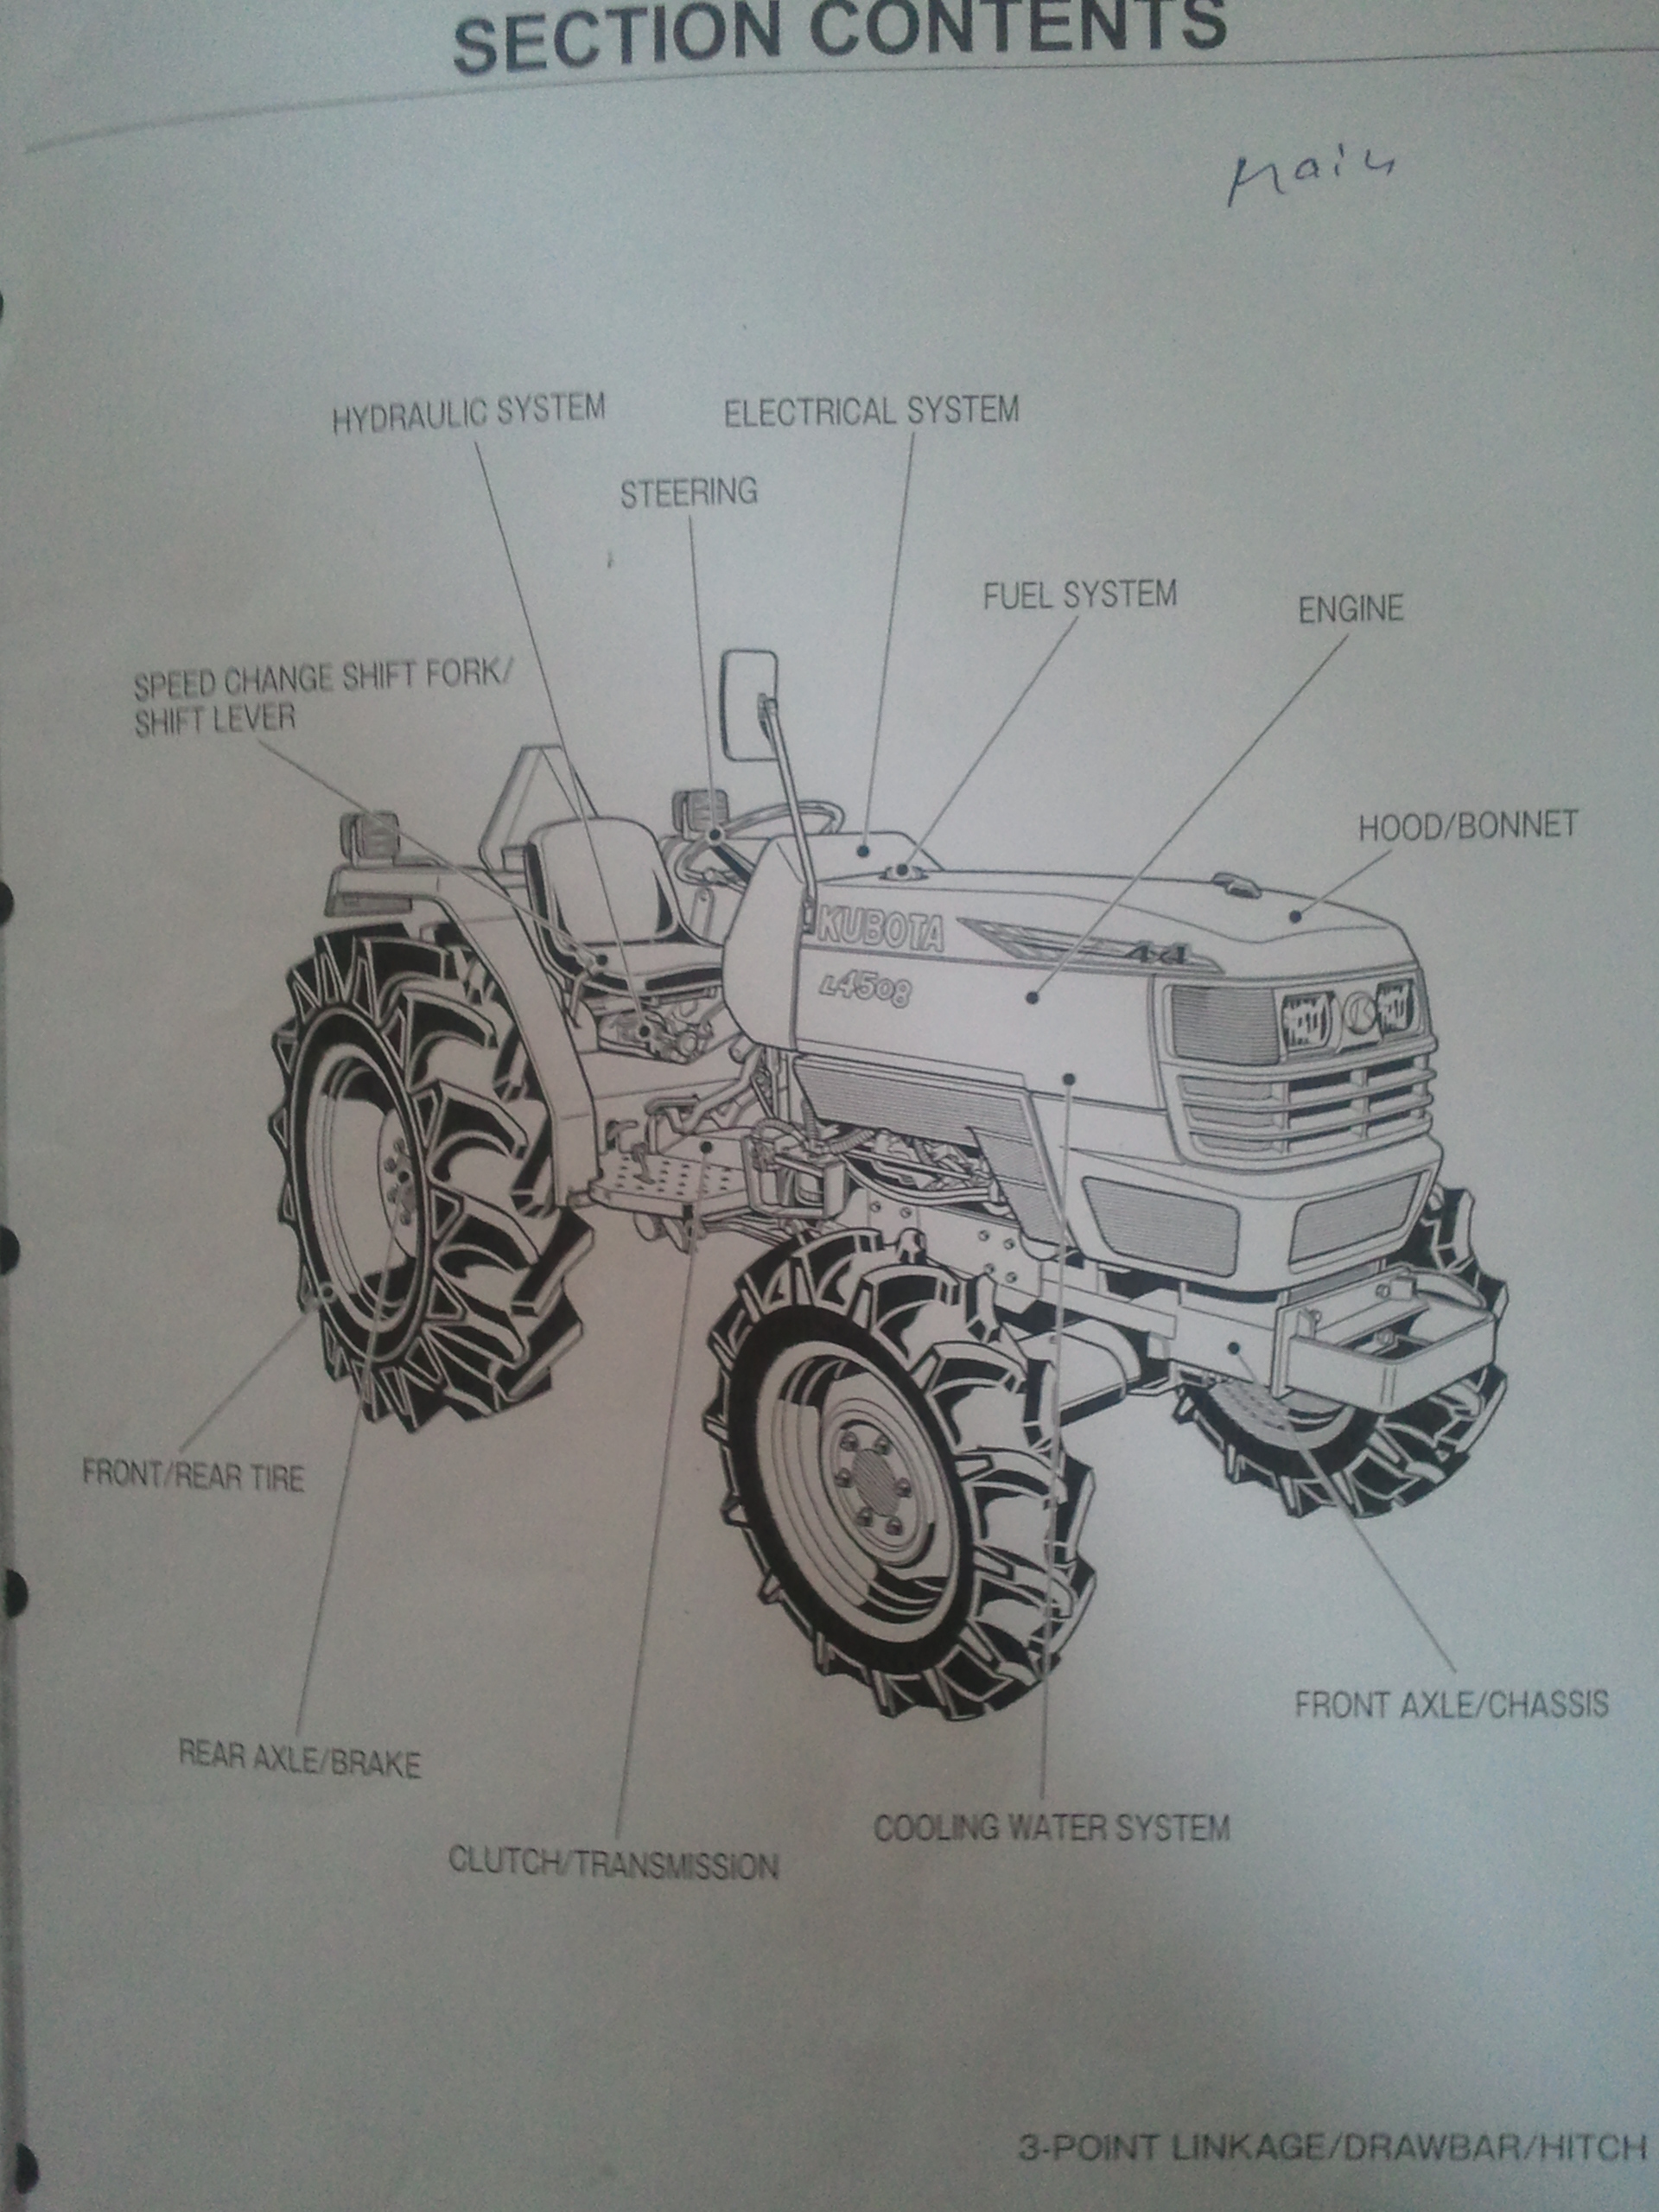 SECTION CONTENTS
Main
HYDRAULIC SYSTEM
ELECTRICAL SYSTEM
STEERING
FUEL SYSTEM
ENGINE
SPEED CHANGE SHIFT FORK/
SHIFT LEVER
HOOD/BONNET
KUBOTA
L4508
FRONT/REAR TIRE
FRONT AXLE/CHASSIS
REAR AXLE/BRAKE
COOLING WATER SYSTEM
CLUTCH/TRANSMISSION
3-POINT LINKAGE/DRAWBAR/HITCH